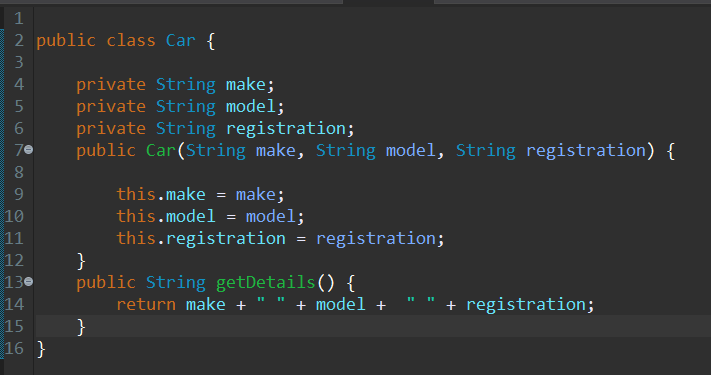 1
2 public class Car {
3
4     private String make;
5     private String model;
6     private String registration;
7     public Car(String make, String model, String registration) {
8
9         this.make = make;
10         this.model = model;
11         this.registration = registration;
12     }
13     public String getDetails() {
14         return make + " " + model +  " " + registration;
15     }
16 }